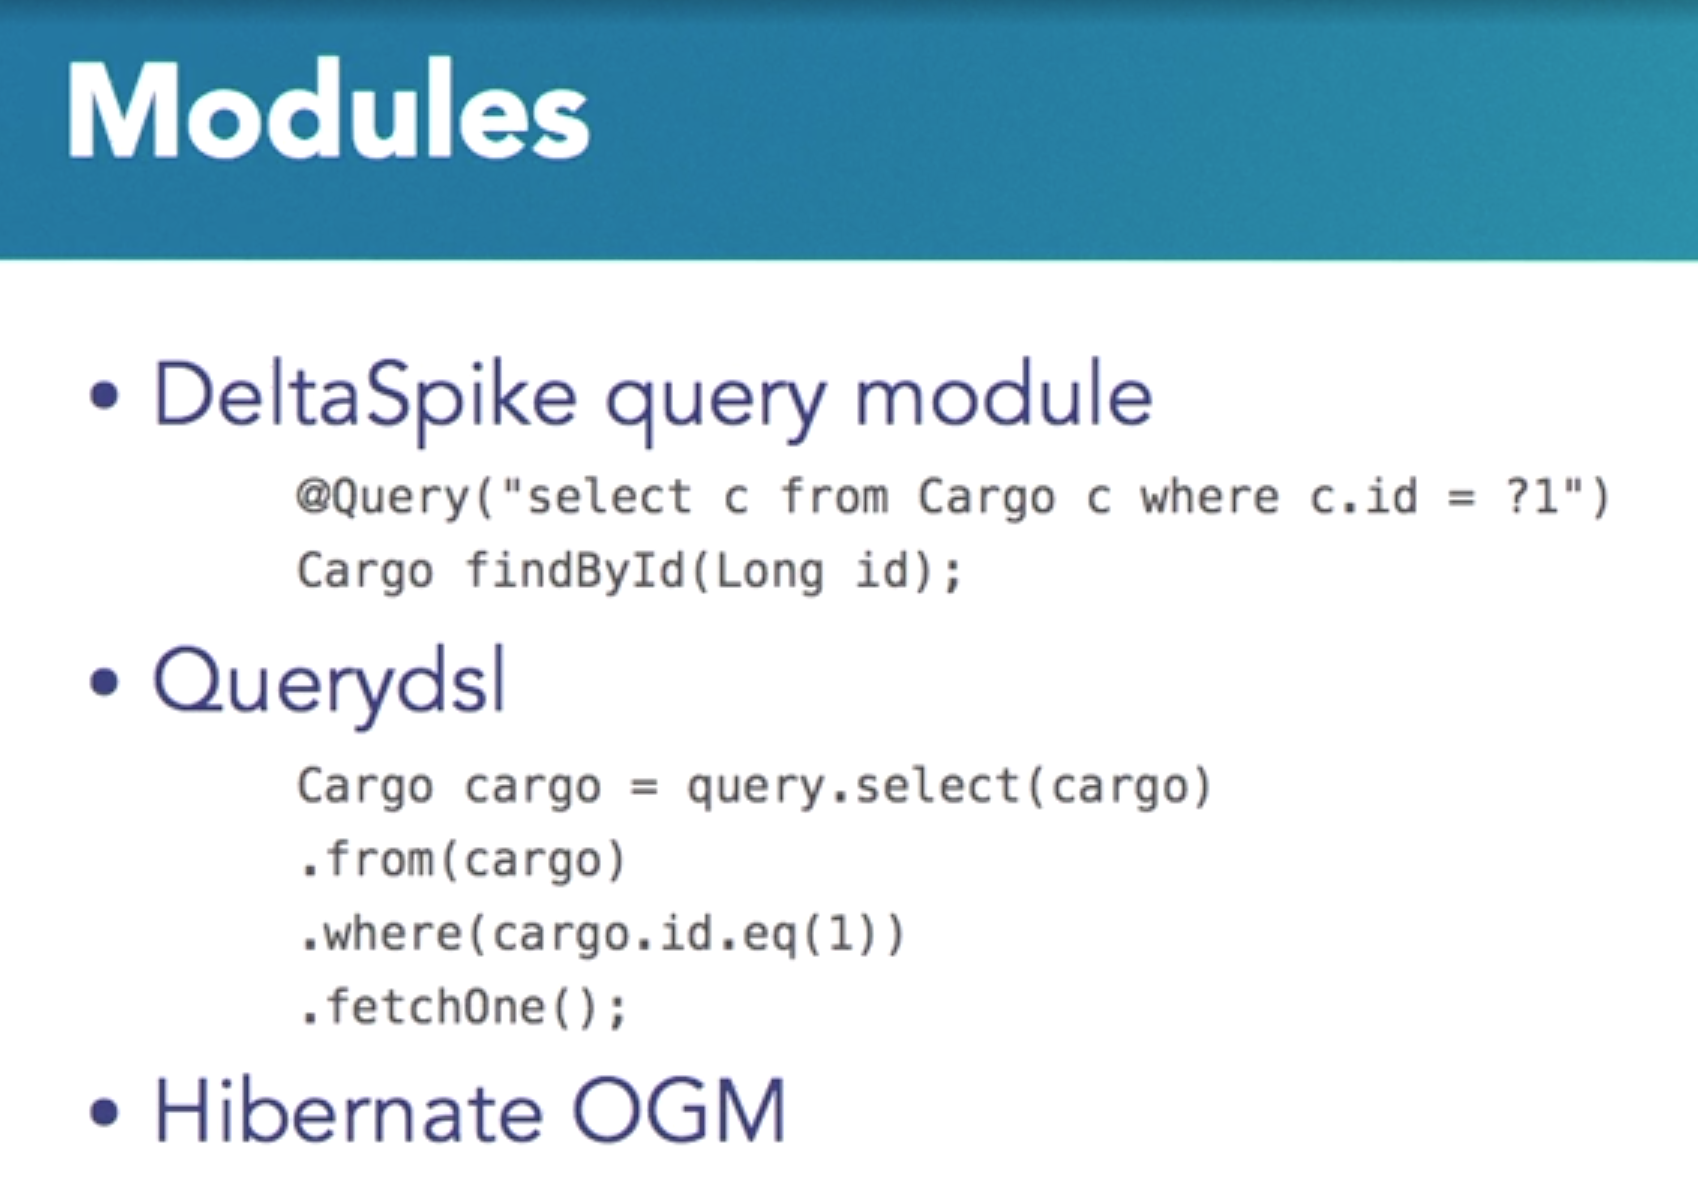 Modules
• DeltaSpike query module
@Query("select c from Cargo c where c.id = ?1")
Cargo findById(Long id);
• Querydsl
Cargo cargo = query.select(cargo)
.from(cargo)
.where(cargo.id.eq(1))
.fetchOne();
• Hibernate OGM